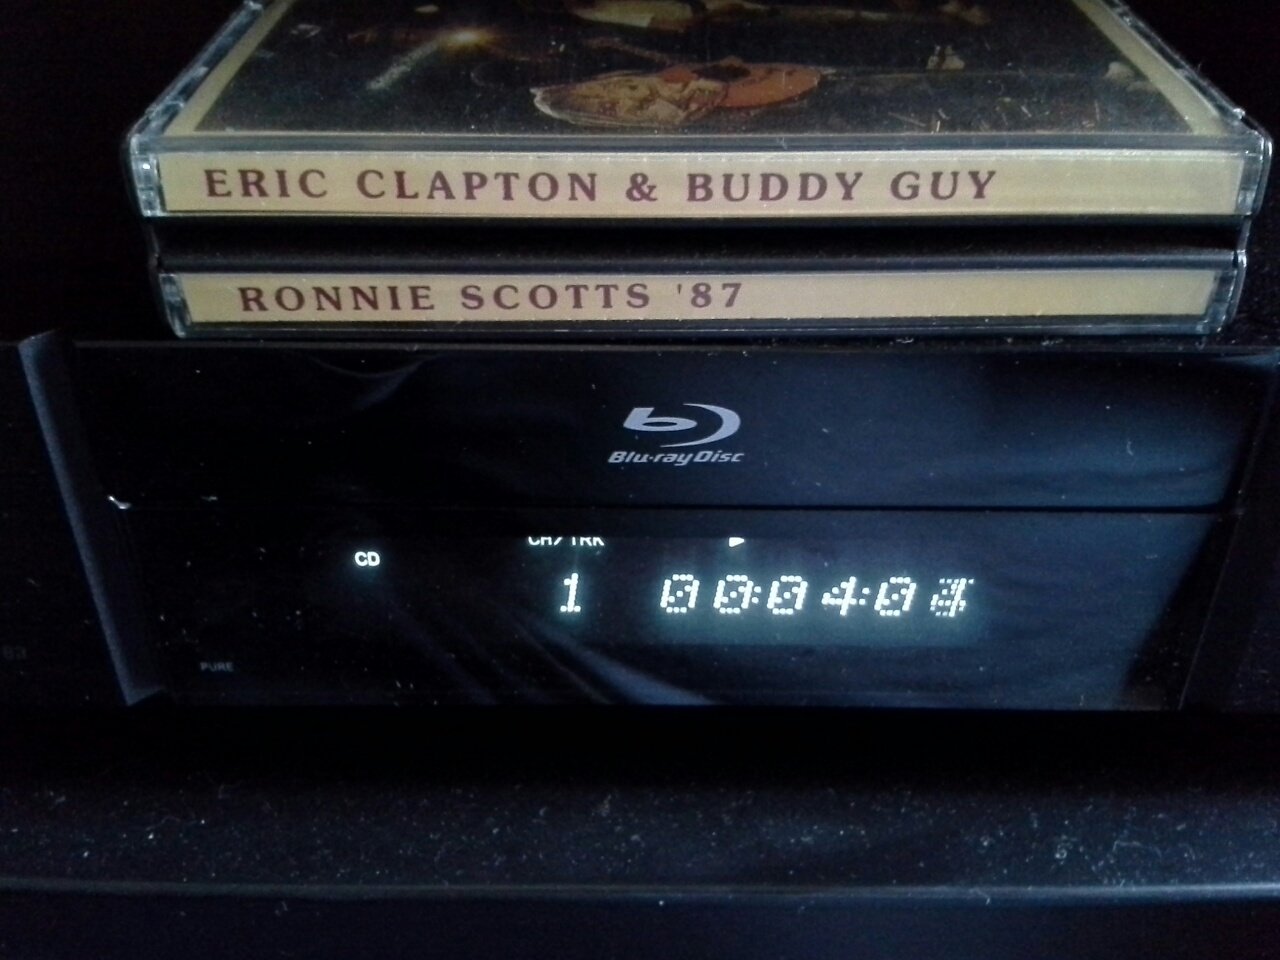 ERIC CLAPTON & BUDDY GUY
RONNIE SCOTTS '87
Blu-ray Disc
CD
CH/TRK
1
PURE